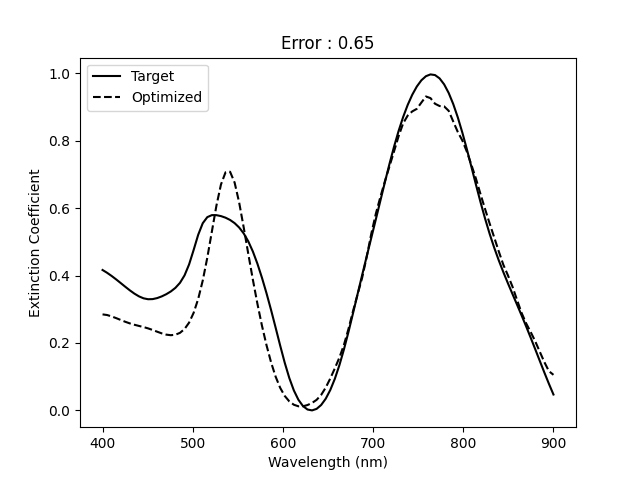 Error : 0.65
Target
Optimized
1.0
0.8
0.6
0.4
0.2
0.0
Extinction Coefficient
400 500 600 700 800 900
Wavelength (nm)